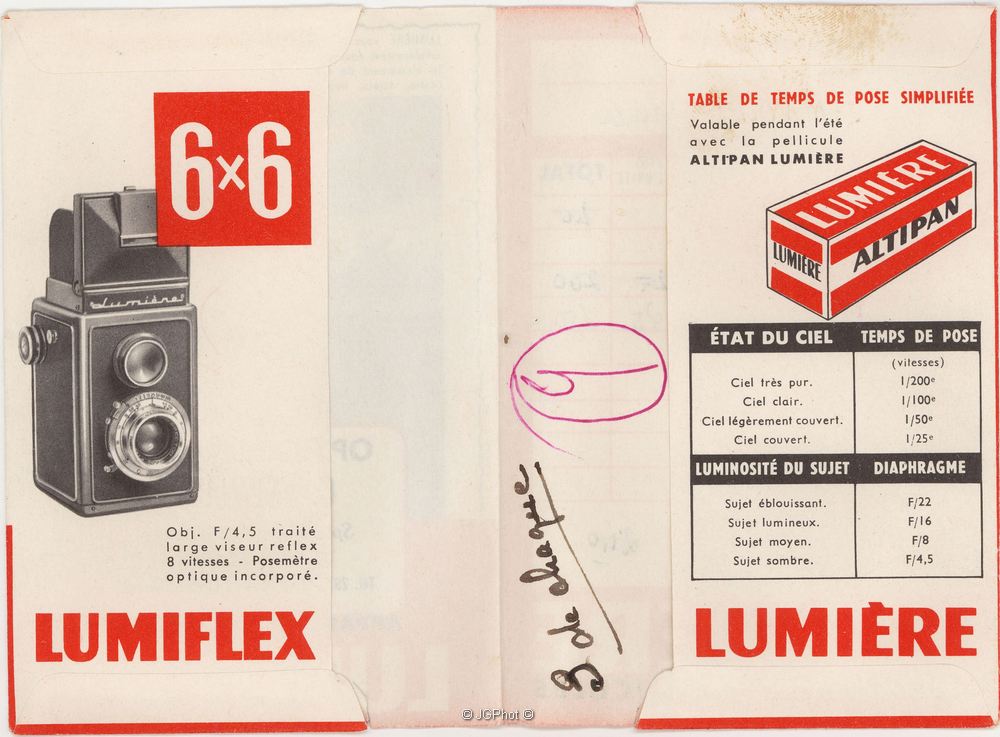 6x6
Lumière
Obj. F/4,5 traité
large viseur reflex
8 vitesses - Posemètre
optique incorporé.
LUMIFLEX
3 de chaque
TABLE DE TEMPS DE POSE SIMPLIFIÉE
Valable pendant l'été
avec la pellicule
ALTIPAN LUMIÈRE
LUMIÈRE
LUMIÈRE
ALTIPAN
ÉTAT DU CIEL TEMPS DE POSE
(vitesses)
Ciel très pur. 1/200e
Ciel clair. 1/100e
Ciel légèrement couvert. 1/50e
Ciel couvert. 1/25e
LUMINOSITÉ DU SUJET DIAPHRAGME
Sujet éblouissant. F/22
Sujet lumineux. F/16
Sujet moyen. F/8
Sujet sombre. F/4,5
LUMIÈRE
© JGPhot ©